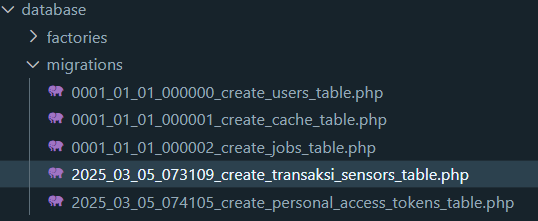 database
factories
migrations
0001_01_01_000000_create_users_table.php
0001_01_01_000001_create_cache_table.php
0001_01_01_000002_create_jobs_table.php
2025_03_05_073109_create_transaksi_sensors_table.php
2025_03_05_074105_create_personal_access_tokens_table.php